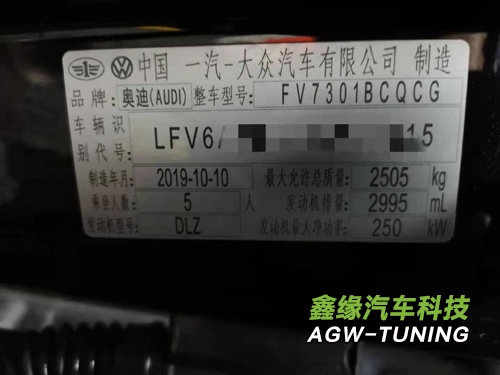 中国 一汽-大众汽车有限公司 制造
品牌 奥迪(AUDI) 整车型号 FV7301BCQCG
车辆识别代号 LFV6 15
制造年月 2019-10-10 最大允许总质量 2505 kg
乘坐人数 5 人 发动机排量 2995 mL
发动机型号 DLZ 发动机最大净功率 250 kW
鑫缘汽车科技
AGW-TUNING